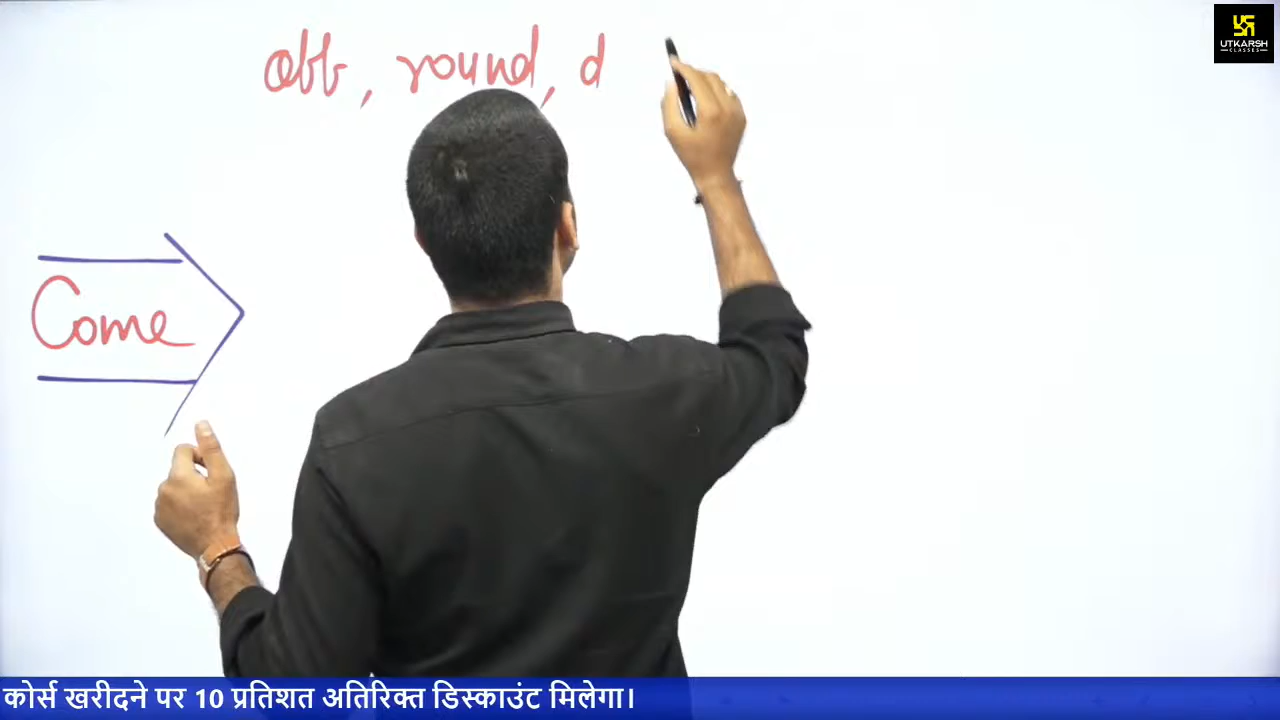 off, round, d
UTKARSH
CLASSES
Come
कोर्स खरीदने पर 10 प्रतिशत अतिरिक्त डिस्काउंट मिलेगा।